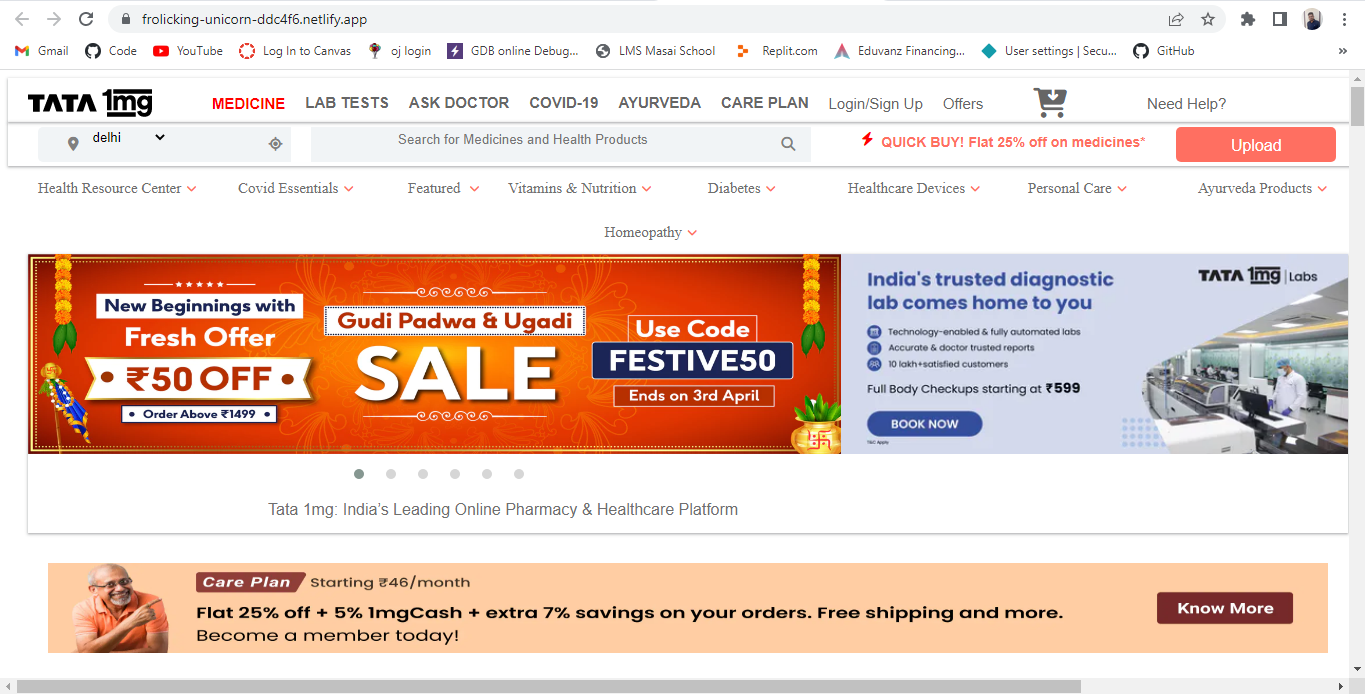 frolicking-unicorn-ddc4f6.netlify.app
Gmail Code YouTube Log In to Canvas oj login GDB online Debug... LMS Masai School Replit.com Eduvanz Financing... User settings | Secu... GitHub »
TATA 1mg MEDICINE LAB TESTS ASK DOCTOR COVID-19 AYURVEDA CARE PLAN Login/Sign Up Offers Need Help?
delhi Search for Medicines and Health Products QUICK BUY! Flat 25% off on medicines* Upload
Health Resource Center Covid Essentials Featured Vitamins & Nutrition Diabetes Healthcare Devices Personal Care Ayurveda Products
Homeopathy
New Beginnings with
Fresh Offer
₹50 OFF
• Order Above ₹1499 •
Gudi Padwa & Ugadi
SALE
Use Code
FESTIVE50
Ends on 3rd April
India's trusted diagnostic
lab comes home to you
TATA 1mg | Labs
Technology-enabled & fully automated labs
Accurate & doctor trusted reports
10 lakh+satisfied customers
Full Body Checkups starting at ₹599
BOOK NOW
T&C Apply
Tata 1mg: India’s Leading Online Pharmacy & Healthcare Platform
Care Plan Starting ₹46/month
Flat 25% off + 5% 1mgCash + extra 7% savings on your orders. Free shipping and more.
Become a member today!
Know More